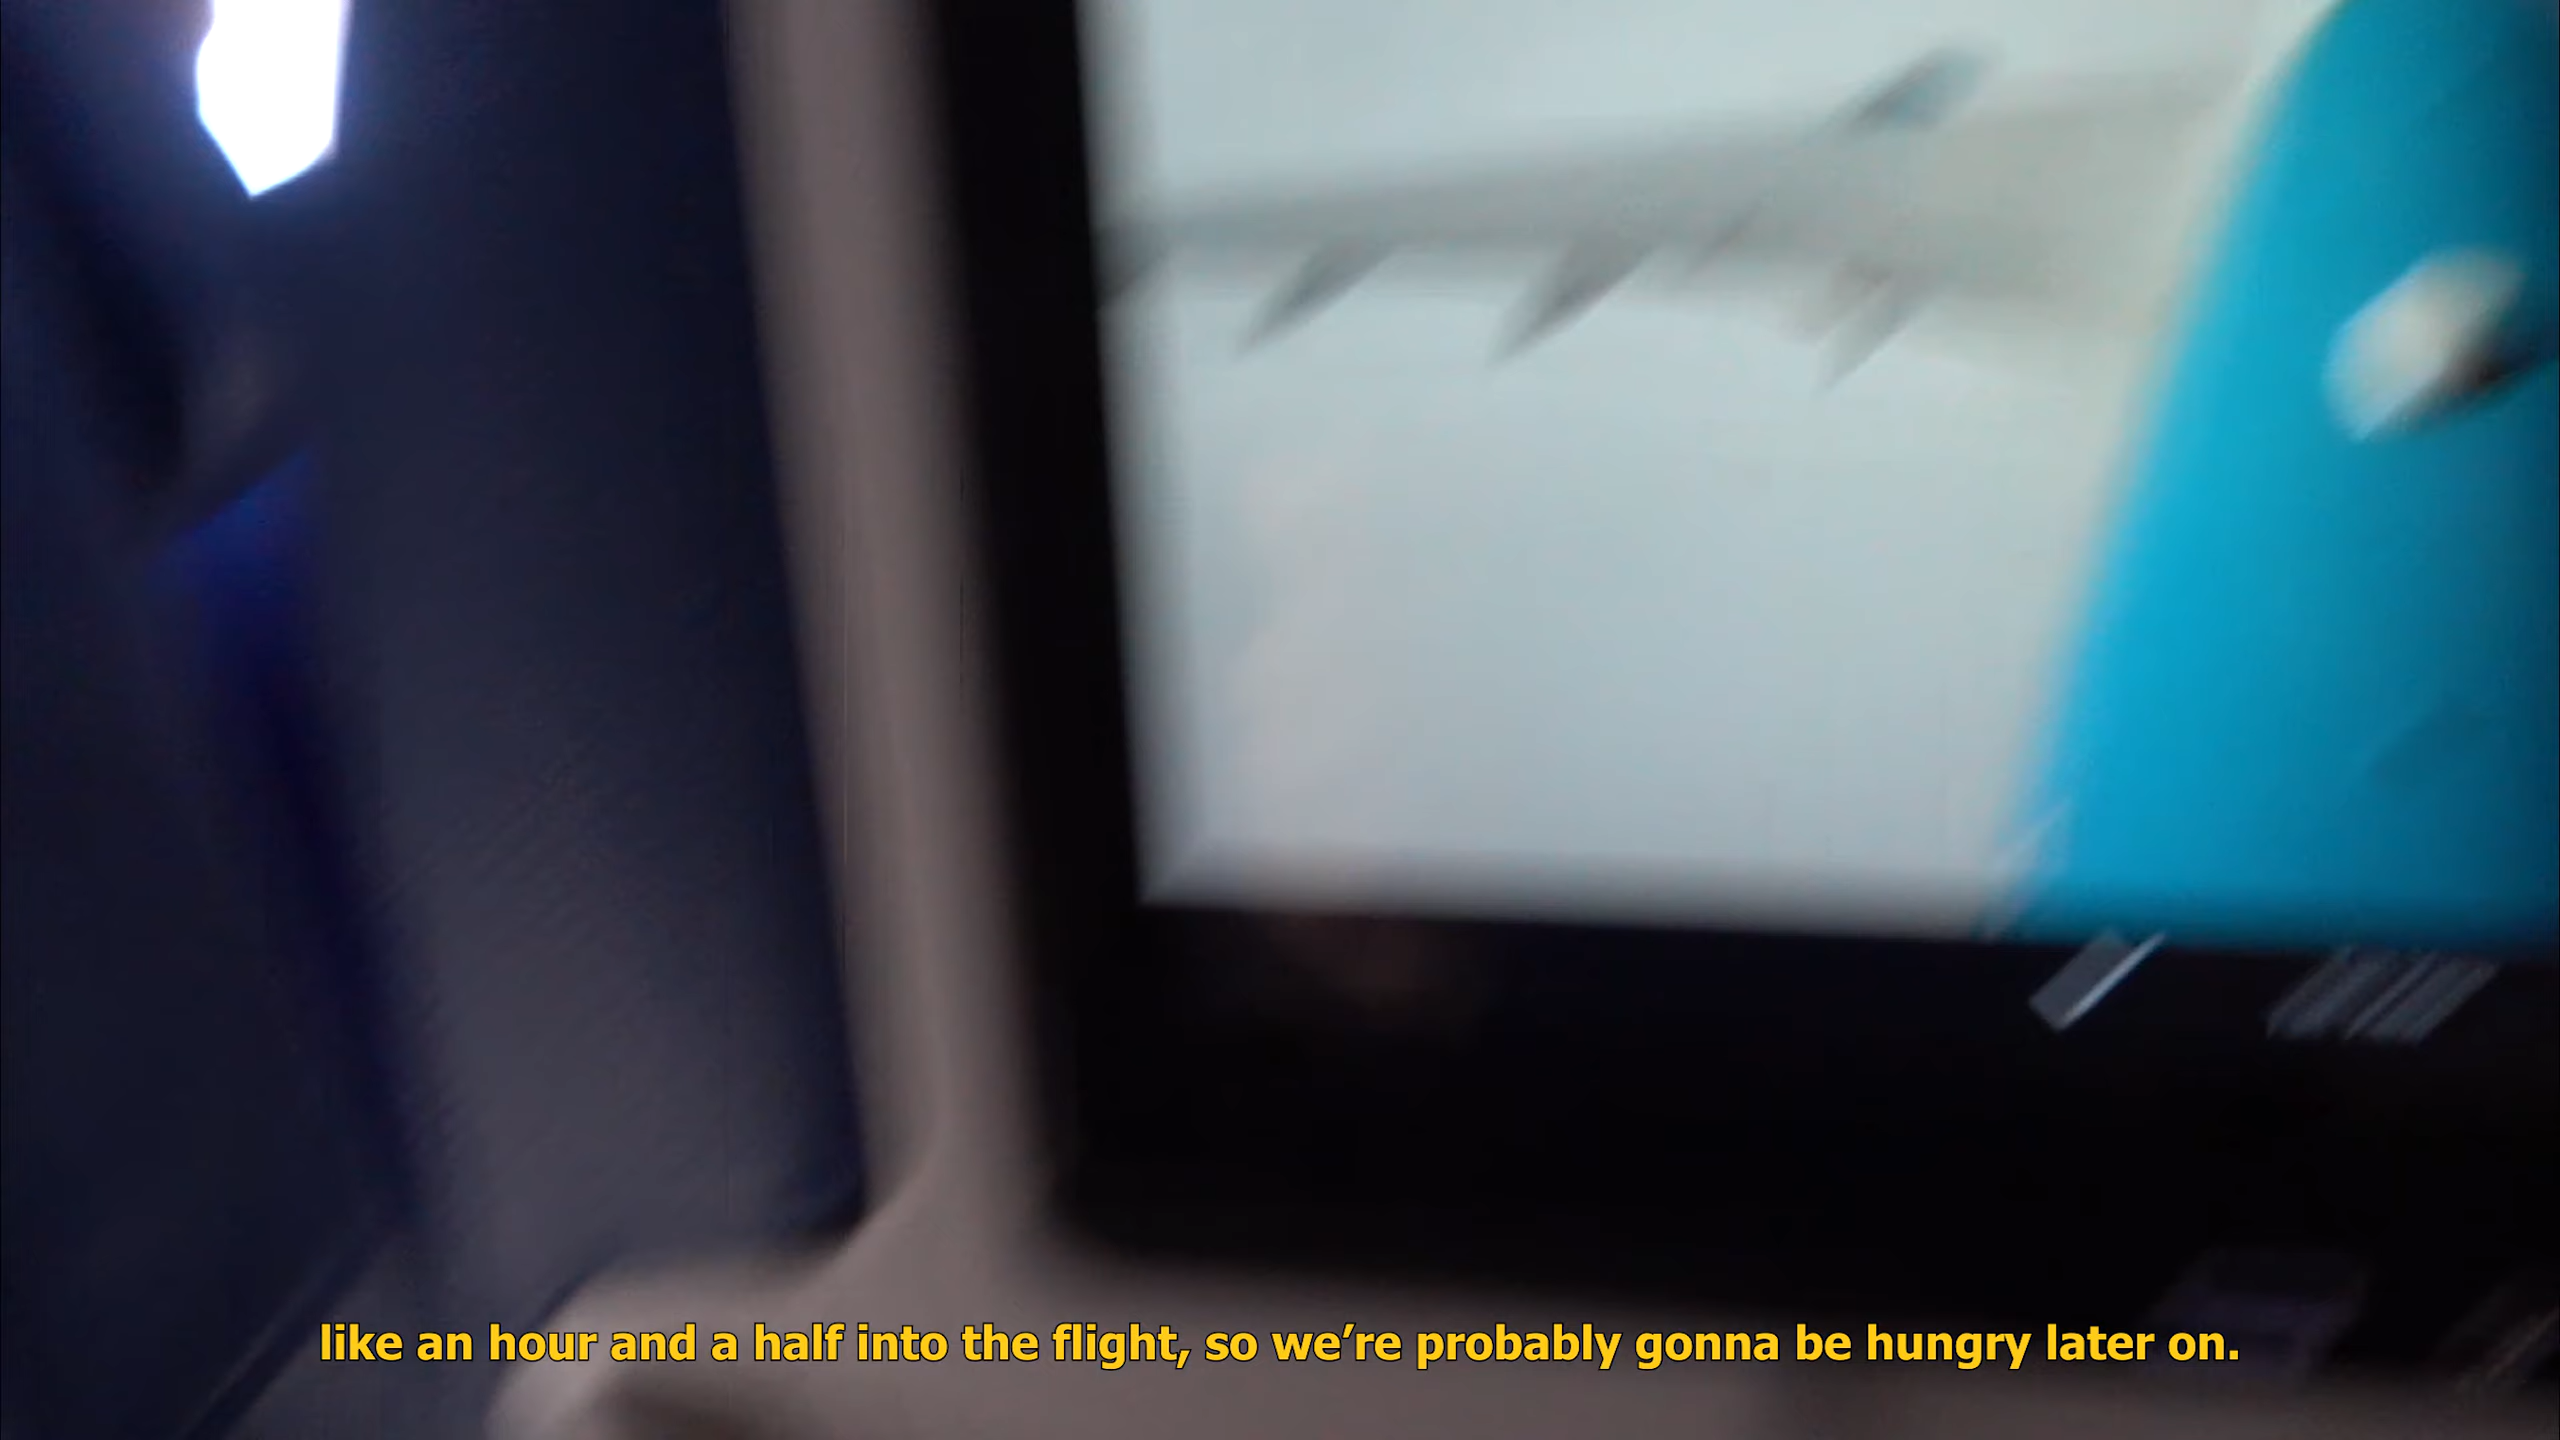 like an hour and a half into the flight, so we’re probably gonna be hungry later on.